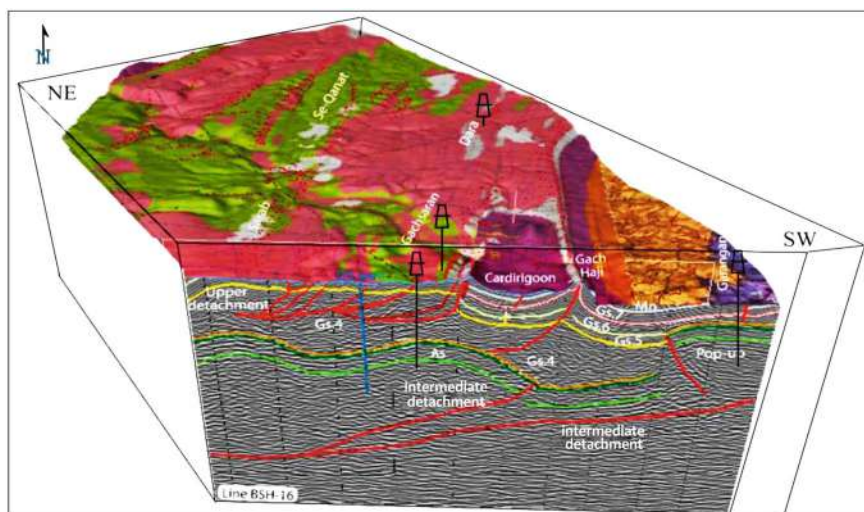 N
NE
SW
Se-Qanat
Dara
Gachsaran
Cardirigoon
Gach
Haji
Garangan
Mn
Upper
detachment
Gs.7
Gs.6
Gs.5
Gs.4
Gs.4
As
Pop-up
Intermediate
detachment
Intermediate
detachment
Line BSH-16